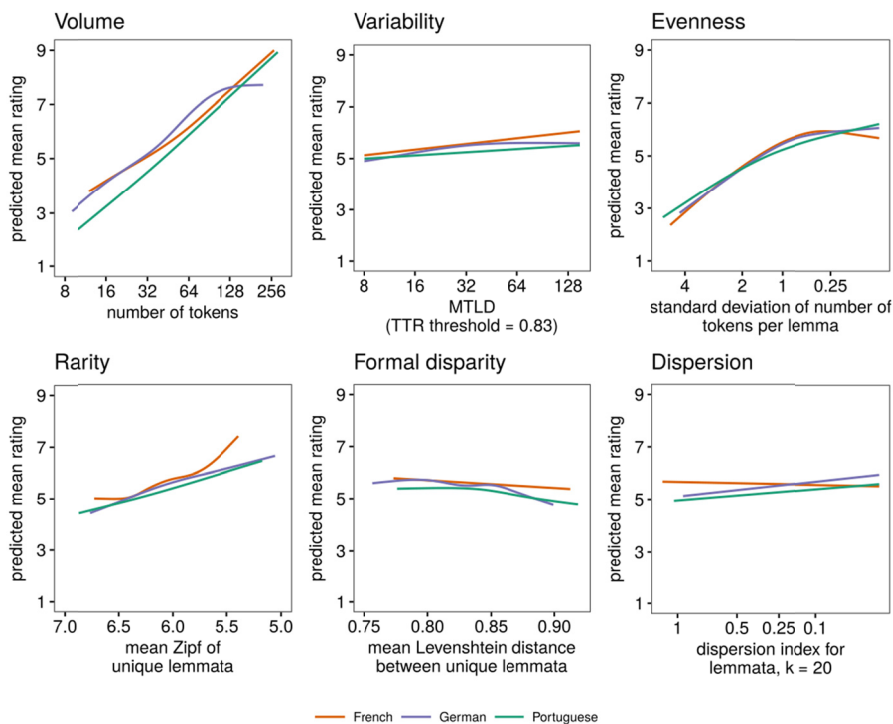 Volume
Variability
Evenness
predicted mean rating
9
7
5
3
1
8
16
32
64
128
256
number of tokens
predicted mean rating
9
7
5
3
1
8
16
32
64
128
MTLD
(TTR threshold = 0.83)
predicted mean rating
9
7
5
3
1
4
2
1
0.25
standard deviation of number of
tokens per lemma
Rarity
Formal disparity
Dispersion
predicted mean rating
9
7
5
3
1
7.0
6.5
6.0
5.5
5.0
mean Zipf of
unique lemmata
predicted mean rating
9
7
5
3
1
0.75
0.80
0.85
0.90
mean Levenshtein distance
between unique lemmata
predicted mean rating
9
7
5
3
1
1
0.5
0.25
0.1
dispersion index for
lemmata, k = 20
French
German
Portuguese